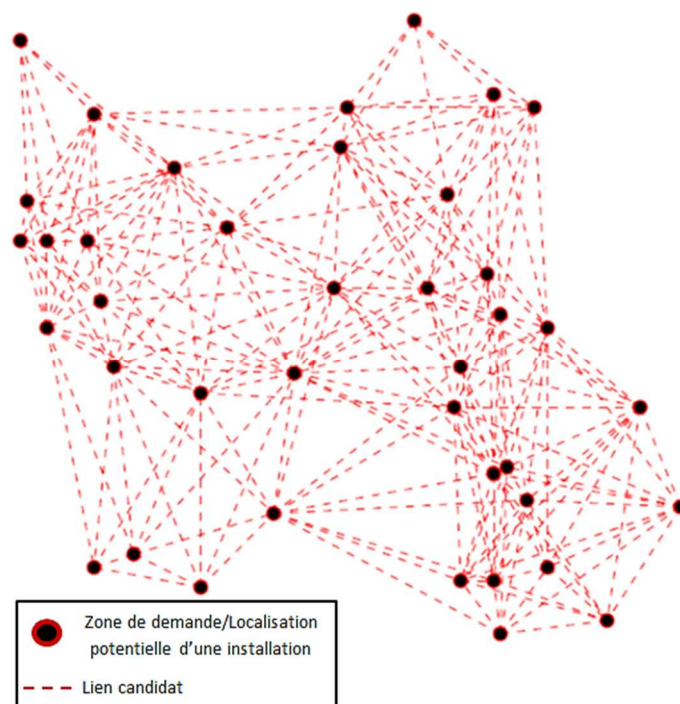 Zone de demande/Localisation
potentielle d'une installation
Lien candidat